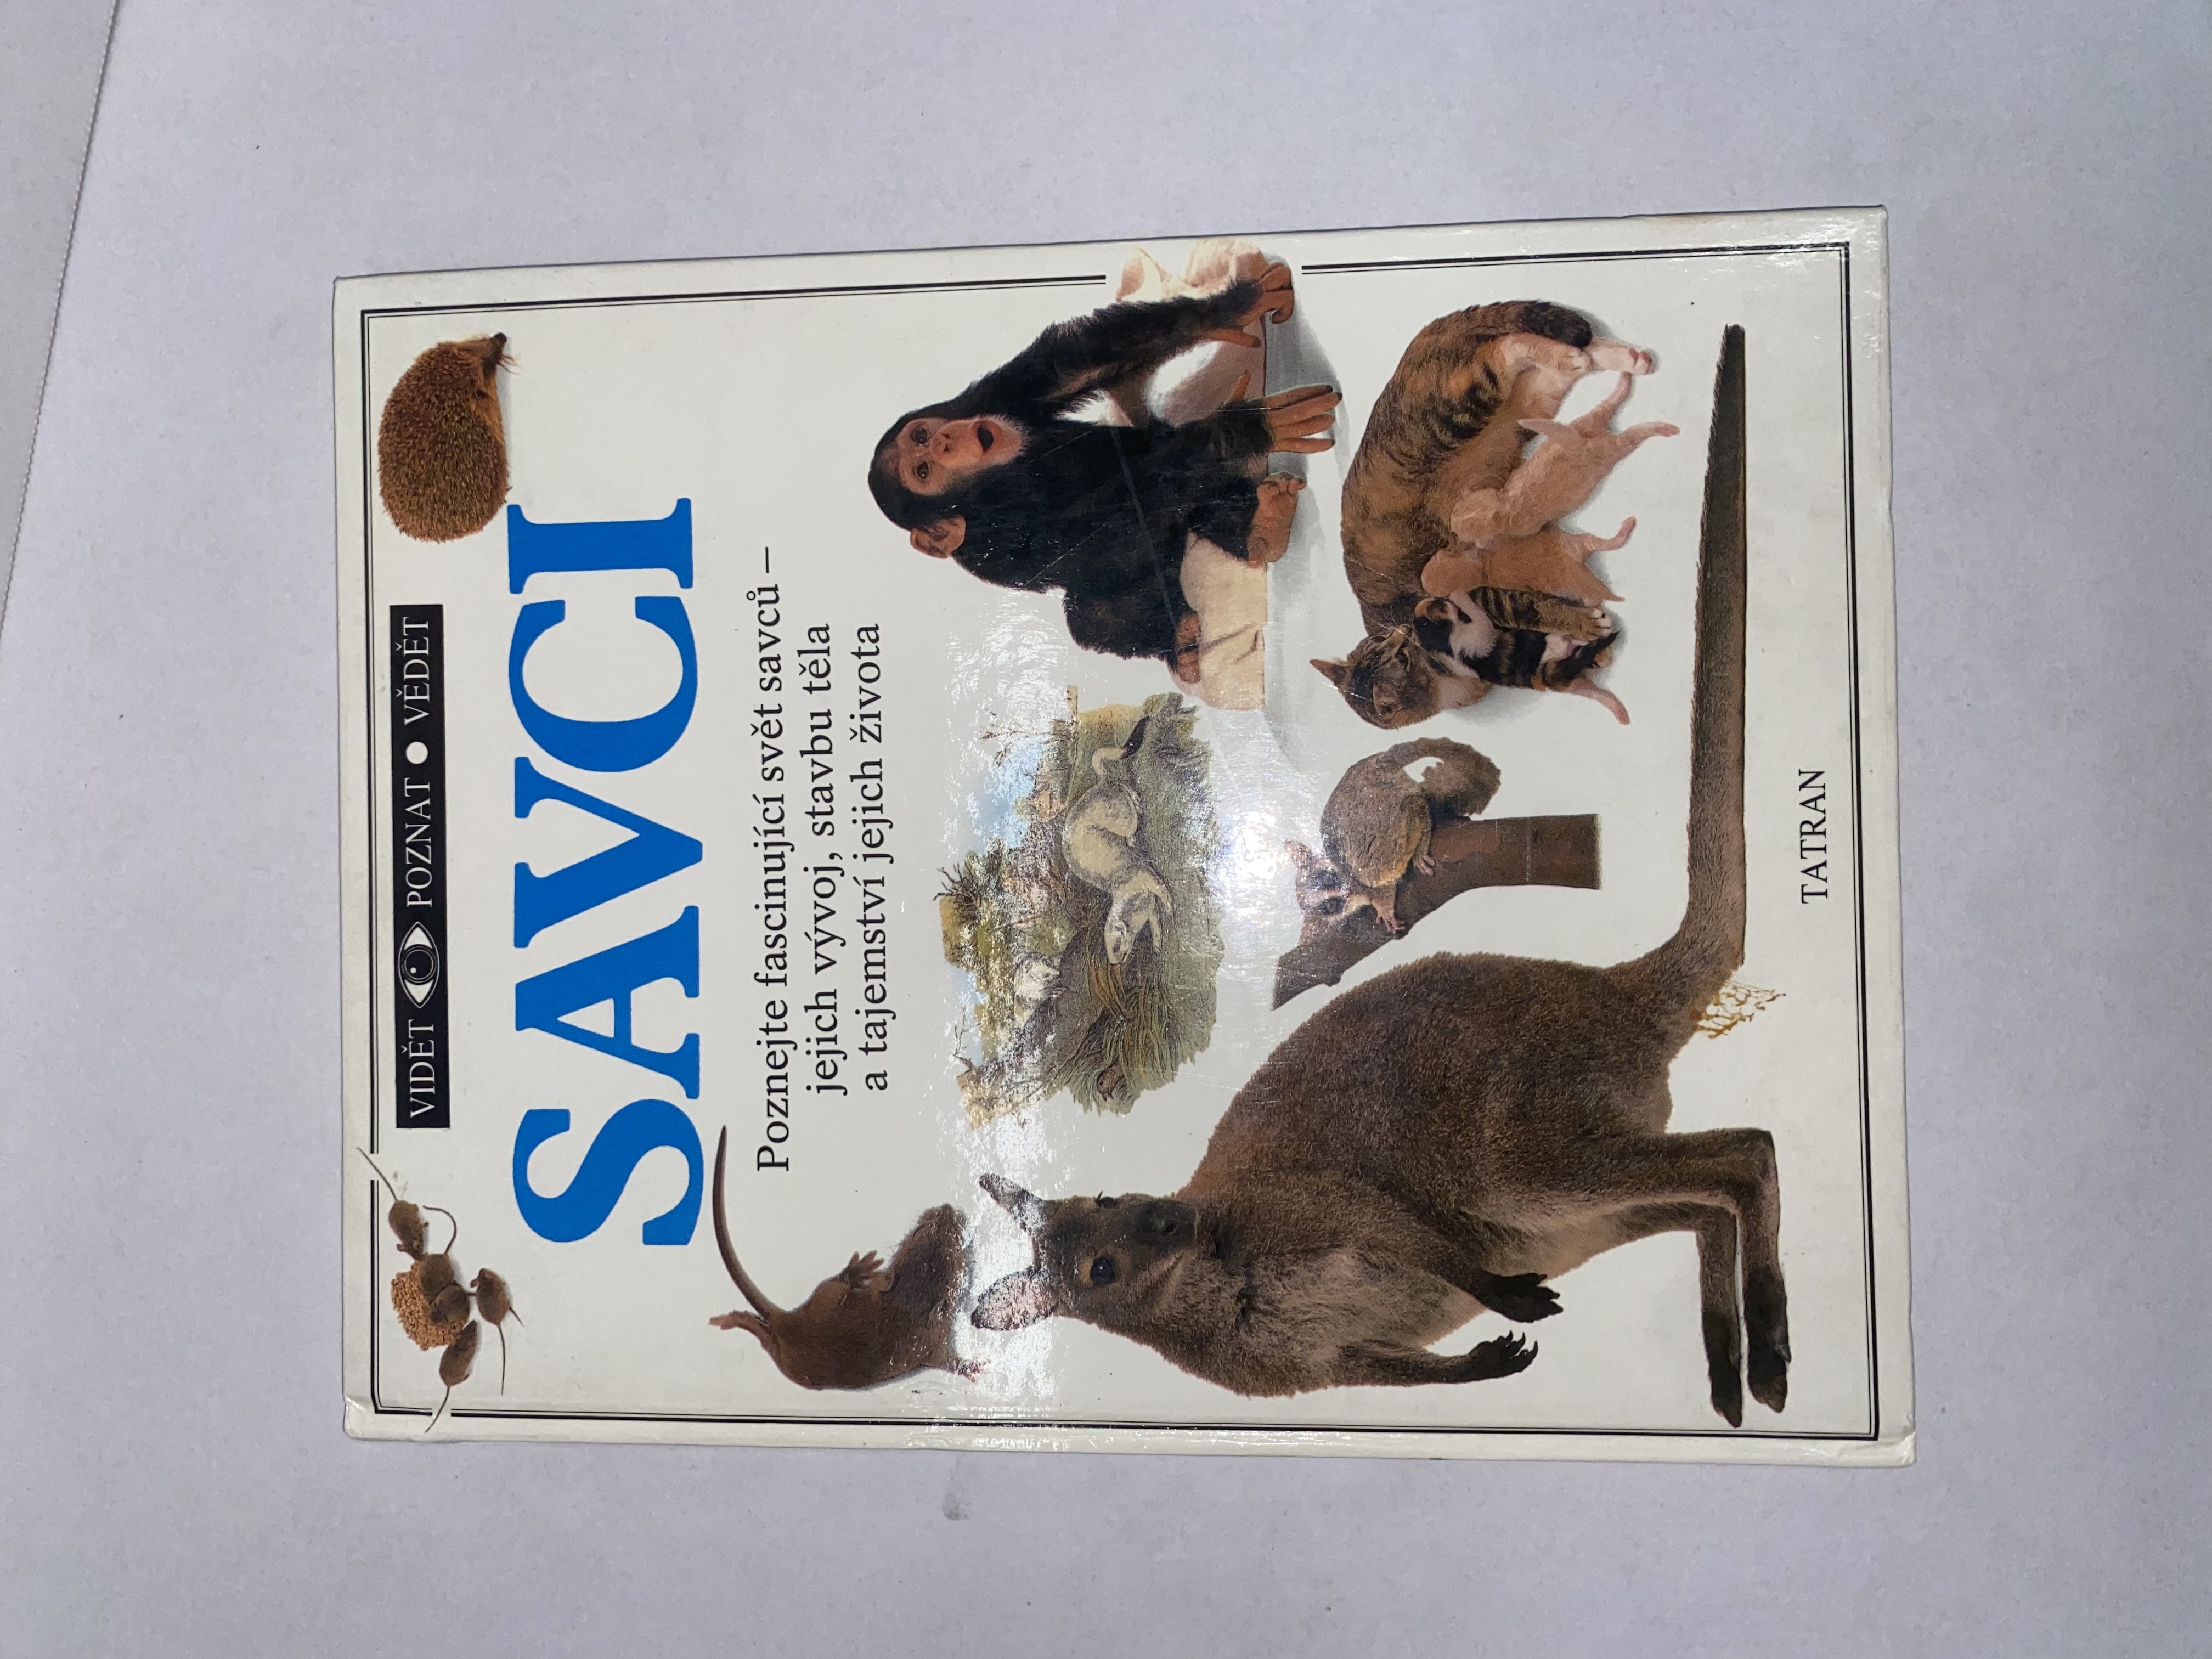 VIDĚT POZNAT ● VĚDĚT
SAVCI
Poznejte fascinující svět savců –
jejich vývoj, stavbu těla
a tajemství jejich života
TATRAN